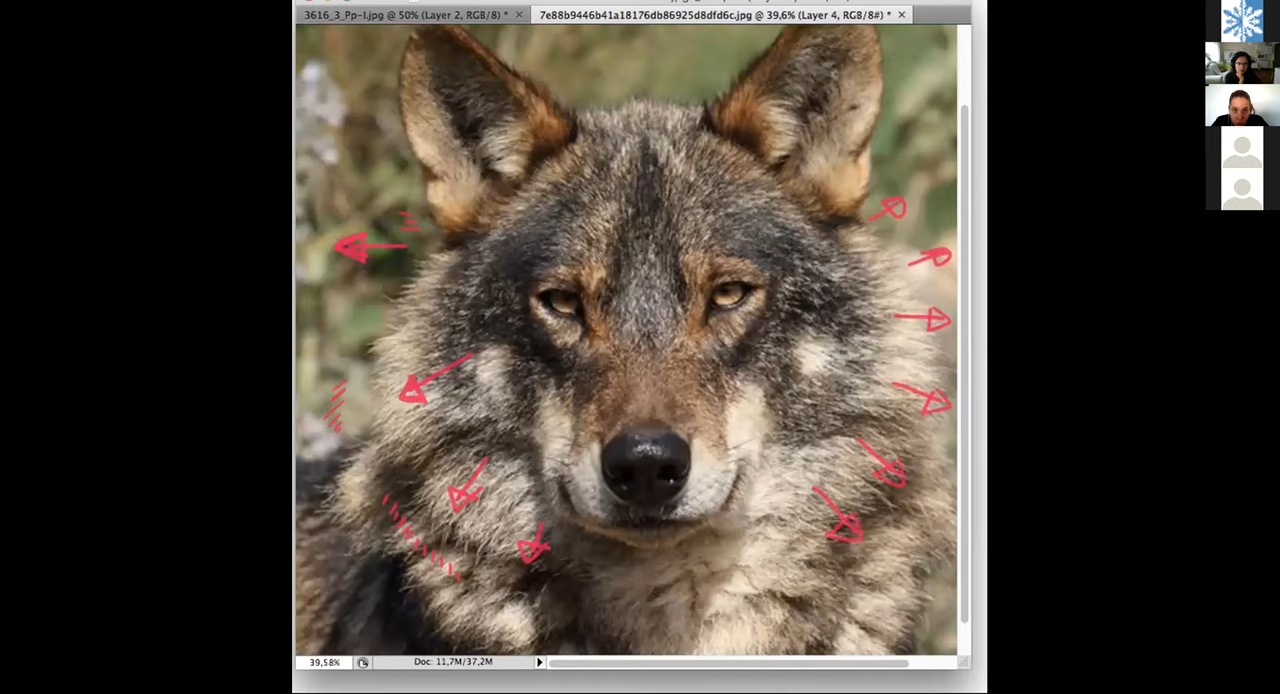 3616_3_Pp-I.jpg @ 50% (Layer 2, RGB/8) *
7e88b9446b41a18176db86925d8dfd6c.jpg @ 39,6% (Layer 4, RGB/8#) *
39,58%
Doc: 11,7M/37,2M